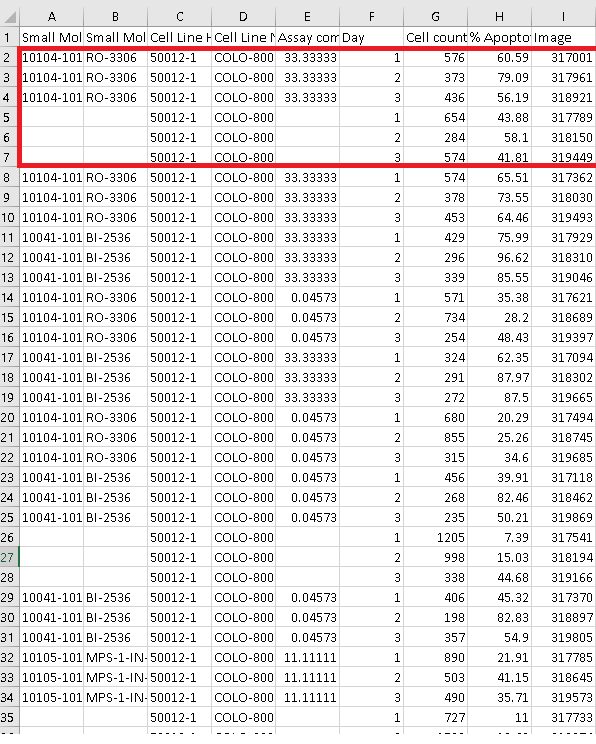 A B C D E F G H I
1 Small Mol Small Mol Cell Line H Cell Line N Assay com Day Cell count % Apopto Image
2 10104-101 RO-3306 50012-1 COLO-800 33.33333 1 576 60.59 317001
3 10104-101 RO-3306 50012-1 COLO-800 33.33333 2 373 79.09 317961
4 10104-101 RO-3306 50012-1 COLO-800 33.33333 3 436 56.19 318921
5 50012-1 COLO-800 1 654 43.88 317789
6 50012-1 COLO-800 2 284 58.1 318150
7 50012-1 COLO-800 3 574 41.81 319449
8 10104-101 RO-3306 50012-1 COLO-800 33.33333 1 574 65.51 317362
9 10104-101 RO-3306 50012-1 COLO-800 33.33333 2 378 73.55 318030
10 10104-101 RO-3306 50012-1 COLO-800 33.33333 3 453 64.46 319493
11 10041-101 BI-2536 50012-1 COLO-800 33.33333 1 429 75.99 317929
12 10041-101 BI-2536 50012-1 COLO-800 33.33333 2 296 96.62 318310
13 10041-101 BI-2536 50012-1 COLO-800 33.33333 3 339 85.55 319046
14 10104-101 RO-3306 50012-1 COLO-800 0.04573 1 571 35.38 317621
15 10104-101 RO-3306 50012-1 COLO-800 0.04573 2 734 28.2 318689
16 10104-101 RO-3306 50012-1 COLO-800 0.04573 3 254 48.43 319397
17 10041-101 BI-2536 50012-1 COLO-800 33.33333 1 324 62.35 317094
18 10041-101 BI-2536 50012-1 COLO-800 33.33333 2 291 87.97 318302
19 10041-101 BI-2536 50012-1 COLO-800 33.33333 3 272 87.5 319665
20 10104-101 RO-3306 50012-1 COLO-800 0.04573 1 680 20.29 317494
21 10104-101 RO-3306 50012-1 COLO-800 0.04573 2 855 25.26 318745
22 10104-101 RO-3306 50012-1 COLO-800 0.04573 3 315 34.6 319685
23 10041-101 BI-2536 50012-1 COLO-800 0.04573 1 456 39.91 317118
24 10041-101 BI-2536 50012-1 COLO-800 0.04573 2 268 82.46 318462
25 10041-101 BI-2536 50012-1 COLO-800 0.04573 3 235 50.21 319869
26 50012-1 COLO-800 1 1205 7.39 317541
27 50012-1 COLO-800 2 998 15.03 318194
28 50012-1 COLO-800 3 338 44.68 319166
29 10041-101 BI-2536 50012-1 COLO-800 0.04573 1 406 45.32 317370
30 10041-101 BI-2536 50012-1 COLO-800 0.04573 2 198 82.83 318897
31 10041-101 BI-2536 50012-1 COLO-800 0.04573 3 357 54.9 319805
32 10105-101 MPS-1-IN- 50012-1 COLO-800 11.11111 1 890 21.91 317785
33 10105-101 MPS-1-IN- 50012-1 COLO-800 11.11111 2 503 41.15 318645
34 10105-101 MPS-1-IN- 50012-1 COLO-800 11.11111 3 490 35.71 319573
35 50012-1 COLO-800 1 727 11 317733